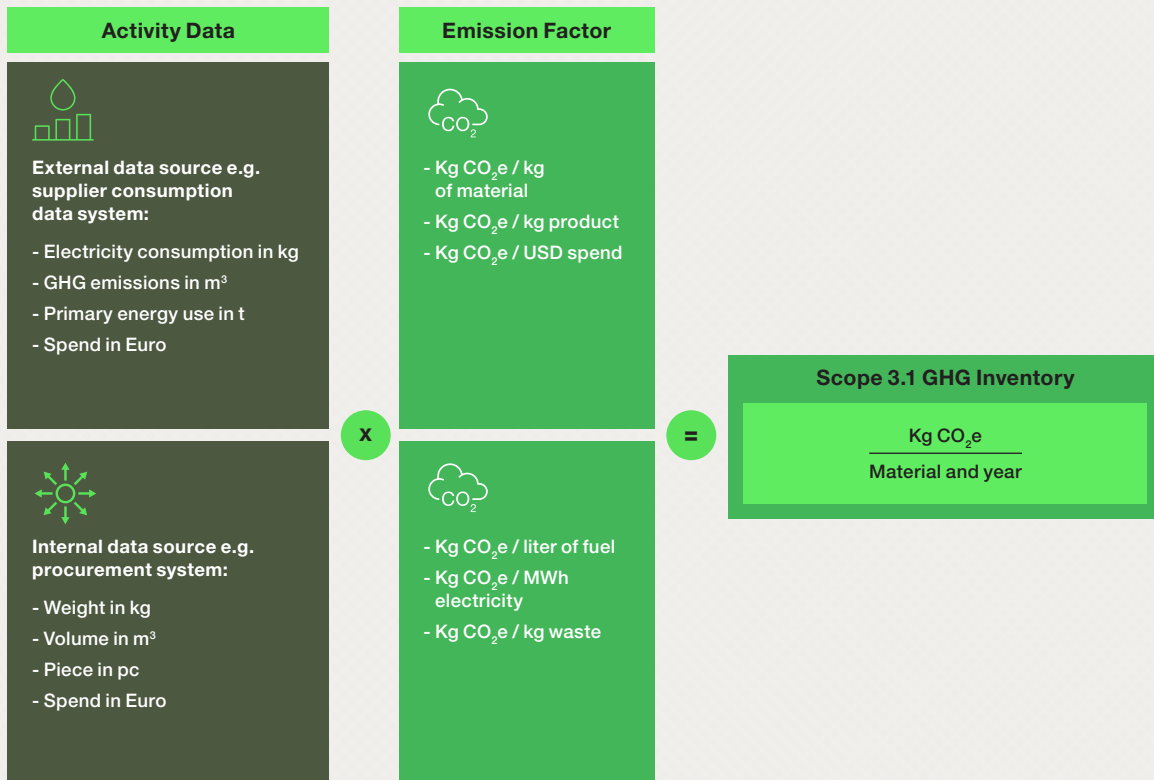 Activity Data
External data source e.g.
supplier consumption
data system:
- Electricity consumption in kg
- GHG emissions in m³
- Primary energy use in t
- Spend in Euro
Internal data source e.g.
procurement system:
- Weight in kg
- Volume in m³
- Piece in pc
- Spend in Euro
x
Emission Factor
CO₂
- Kg CO₂e / kg
of material
- Kg CO₂e / kg product
- Kg CO₂e / USD spend
CO₂
- Kg CO₂e / liter of fuel
- Kg CO₂e / MWh
electricity
- Kg CO₂e / kg waste
=
Scope 3.1 GHG Inventory
Kg CO₂e
Material and year